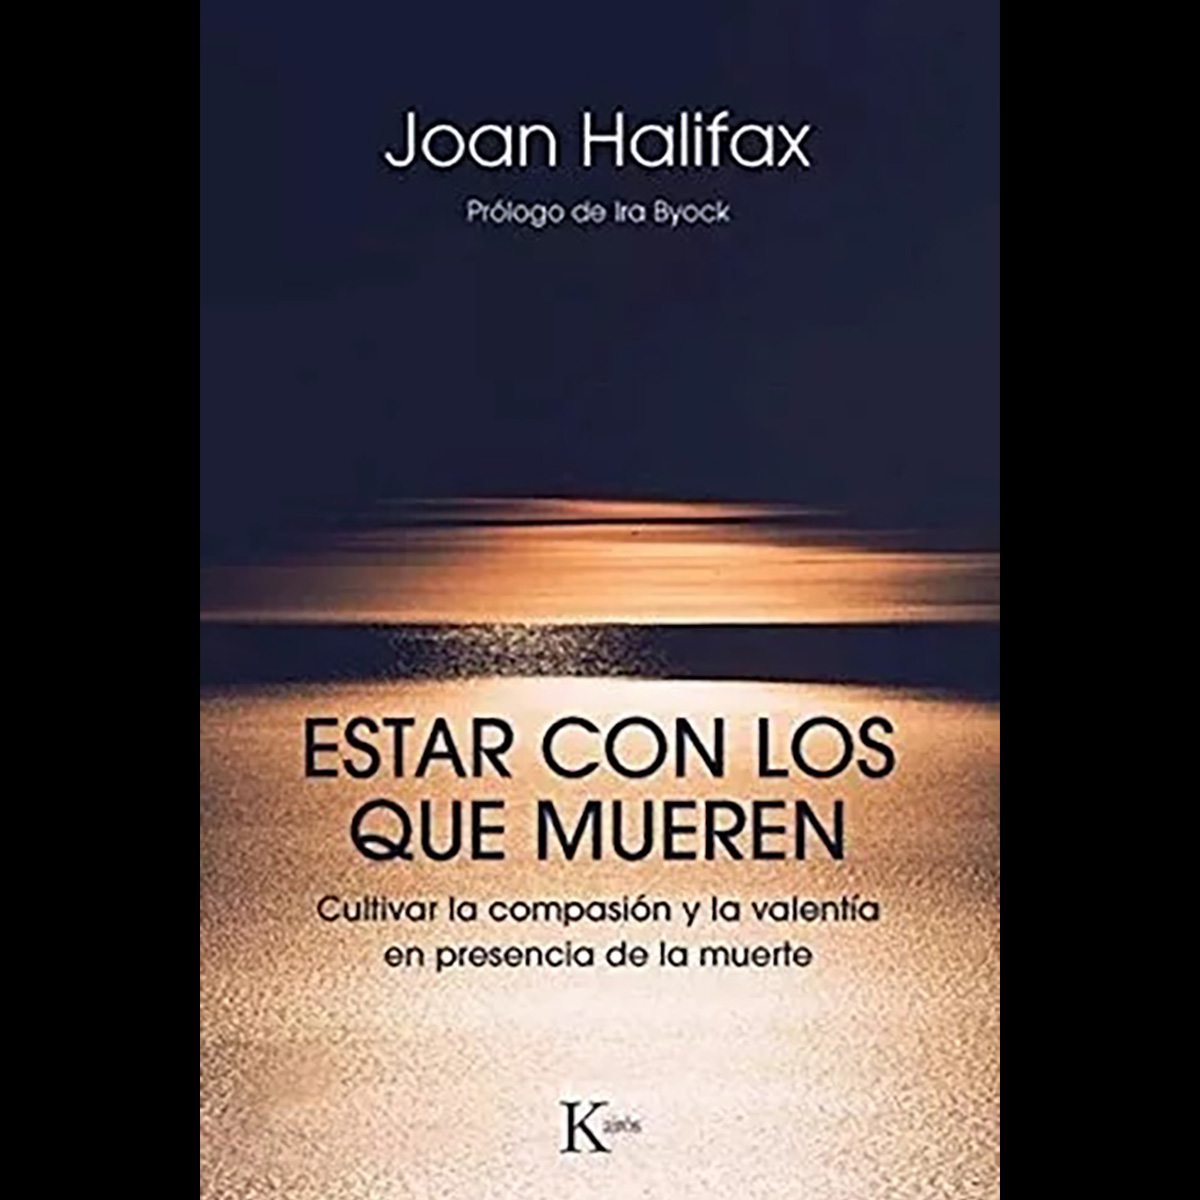 Joan Halifax
Prólogo de Ira Byock
ESTAR CON LOS
QUE MUEREN
Cultivar la compasión y la valentía
en presencia de la muerte
Kairós